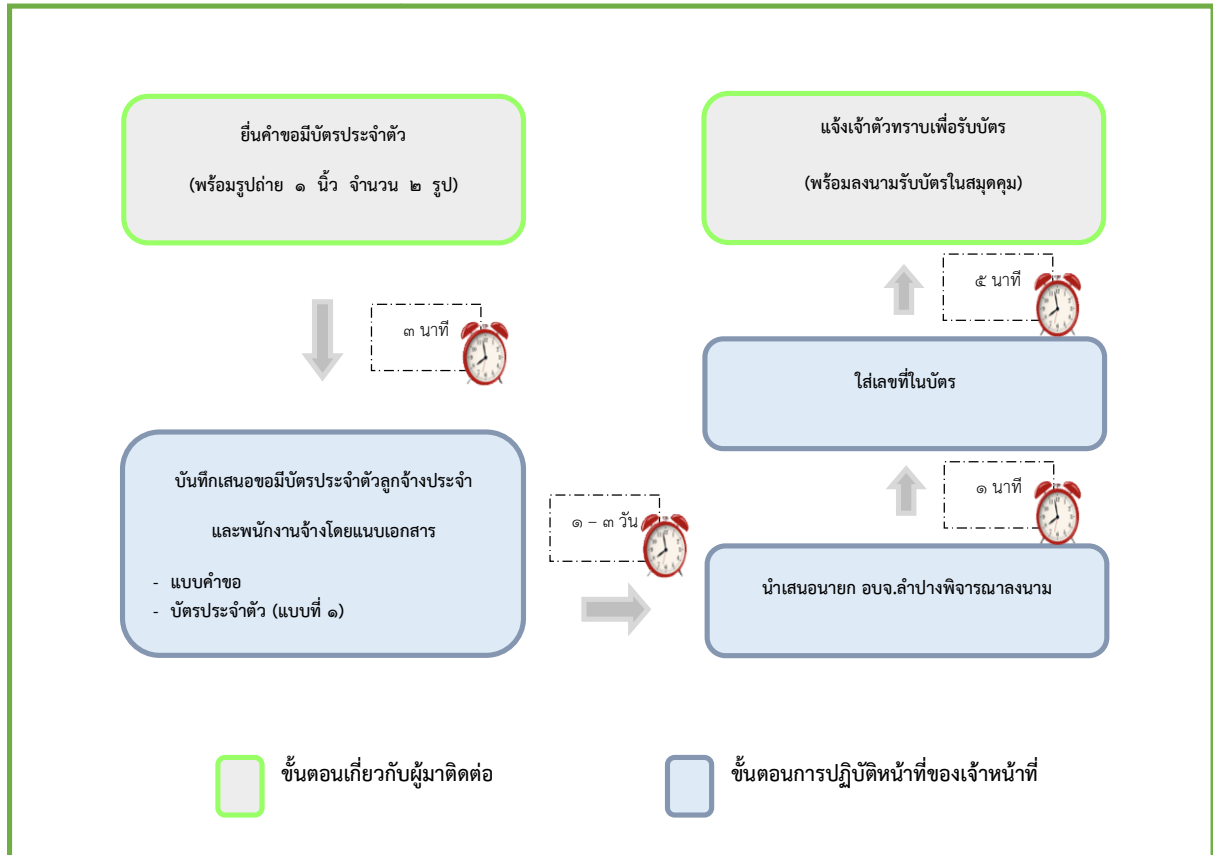 ยื่นคำขอมีบัตรประจำตัว
(พร้อมรูปถ่าย ๑ นิ้ว จำนวน ๒ รูป)
๓ นาที
บันทึกเสนอขอมีบัตรประจำตัวลูกจ้างประจำ
และพนักงานจ้างโดยแนบเอกสาร
- แบบคำขอ
- บัตรประจำตัว (แบบที่ ๑)
๑ – ๓ วัน
นำเสนอนายก อบจ.ลำปางพิจารณาลงนาม
๑ นาที
ใส่เลขที่ในบัตร
๕ นาที
แจ้งเจ้าตัวทราบเพื่อรับบัตร
(พร้อมลงนามรับบัตรในสมุดคุม)
ขั้นตอนเกี่ยวกับผู้มาติดต่อ
ขั้นตอนการปฏิบัติหน้าที่ของเจ้าหน้าที่